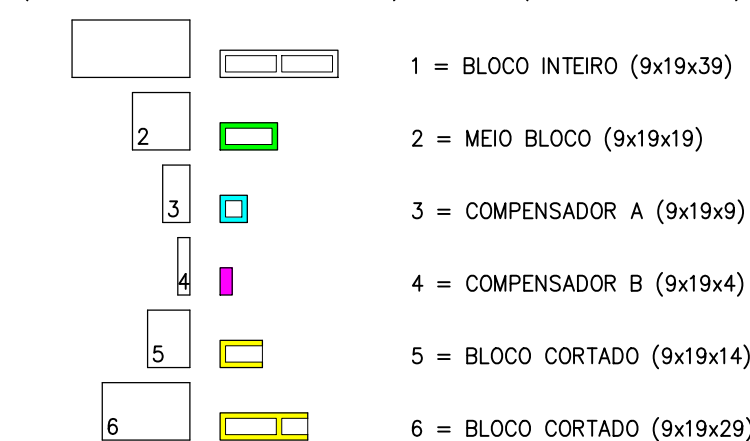 1 = BLOCO INTEIRO (9x19x39)
2 2 = MEIO BLOCO (9x19x19)
3 3 = COMPENSADOR A (9x19x9)
4 4 = COMPENSADOR B (9x19x4)
5 5 = BLOCO CORTADO (9x19x14)
6 6 = BLOCO CORTADO (9x19x29)